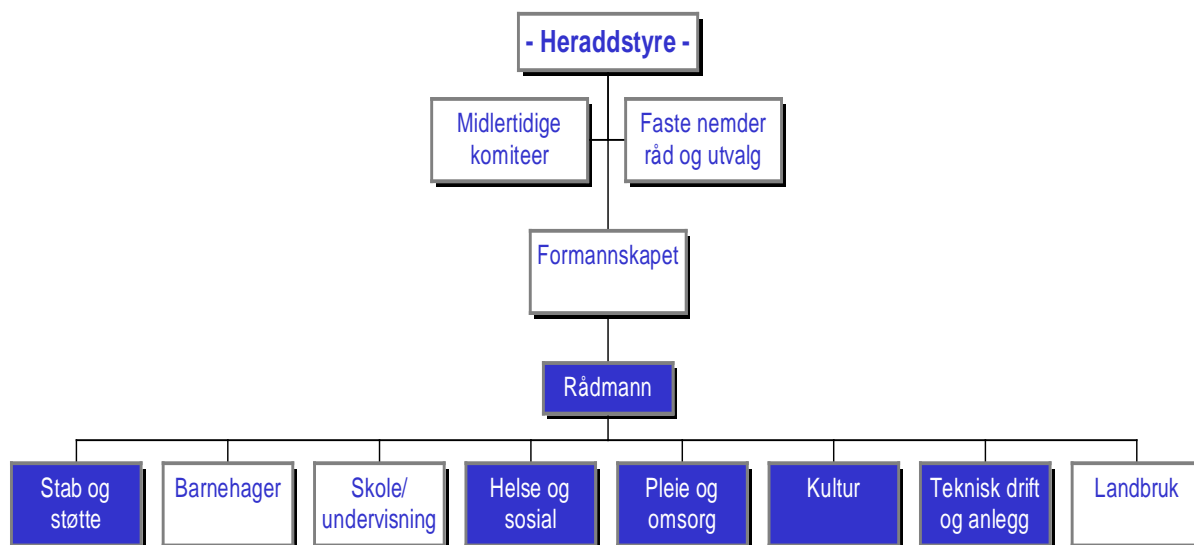 - Heraddstyre -
Midlertidige
komiteer
Faste nemder
råd og utvalg
Formannskapet
Rådmann
Stab og
støtte
Barnehager
Skole/
undervisning
Helse og
sosial
Pleie og
omsorg
Kultur
Teknisk drift
og anlegg
Landbruk